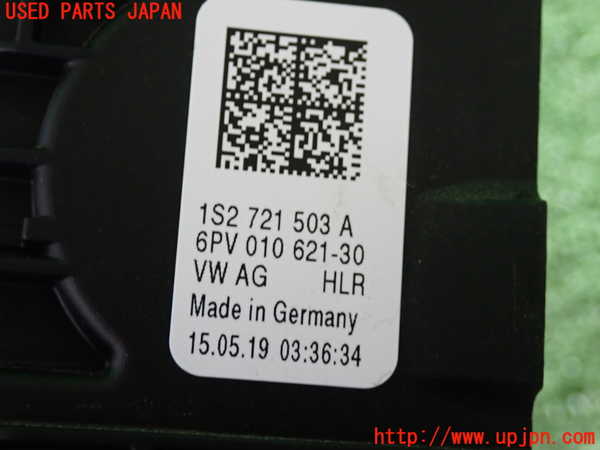 USED PARTS JAPAN
1S2 721 503 A
6PV 010 621-30
VW AG HLR
Made in Germany
15.05.19 03:36:34
http://www.upjpn.com/